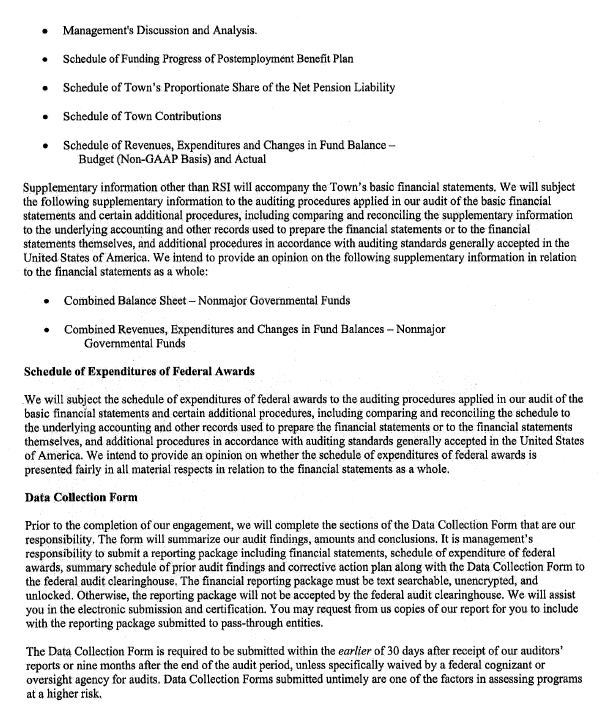 • Management's Discussion and Analysis.
• Schedule of Funding Progress of Postemployment Benefit Plan
• Schedule of Town's Proportionate Share of the Net Pension Liability
• Schedule of Town Contributions
• Schedule of Revenues, Expenditures and Changes in Fund Balance –
Budget (Non-GAAP Basis) and Actual
Supplementary information other than RSI will accompany the Town's basic financial statements. We will subject
the following supplementary information to the auditing procedures applied in our audit of the basic financial
statements and certain additional procedures, including comparing and reconciling the supplementary information
to the underlying accounting and other records used to prepare the financial statements or to the financial
statements themselves, and additional procedures in accordance with auditing standards generally accepted in the
United States of America. We intend to provide an opinion on the following supplementary information in relation
to the financial statements as a whole:
• Combined Balance Sheet – Nonmajor Governmental Funds
• Combined Revenues, Expenditures and Changes in Fund Balances – Nonmajor
Governmental Funds
Schedule of Expenditures of Federal Awards
We will subject the schedule of expenditures of federal awards to the auditing procedures applied in our audit of the
basic financial statements and certain additional procedures, including comparing and reconciling the schedule to
the underlying accounting and other records used to prepare the financial statements or to the financial statements
themselves, and additional procedures in accordance with auditing standards generally accepted in the United States
of America. We intend to provide an opinion on whether the schedule of expenditures of federal awards is
presented fairly in all material respects in relation to the financial statements as a whole.
Data Collection Form
Prior to the completion of our engagement, we will complete the sections of the Data Collection Form that are our
responsibility. The form will summarize our audit findings, amounts and conclusions. It is management's
responsibility to submit a reporting package including financial statements, schedule of expenditure of federal
awards, summary schedule of prior audit findings and corrective action plan along with the Data Collection Form to
the federal audit clearinghouse. The financial reporting package must be text searchable, unencrypted, and
unlocked. Otherwise, the reporting package will not be accepted by the federal audit clearinghouse. We will assist
you in the electronic submission and certification. You may request from us copies of our report for you to include
with the reporting package submitted to pass-through entities.
The Data Collection Form is required to be submitted within the earlier of 30 days after receipt of our auditors'
reports or nine months after the end of the audit period, unless specifically waived by a federal cognizant or
oversight agency for audits. Data Collection Forms submitted untimely are one of the factors in assessing programs
at a higher risk.